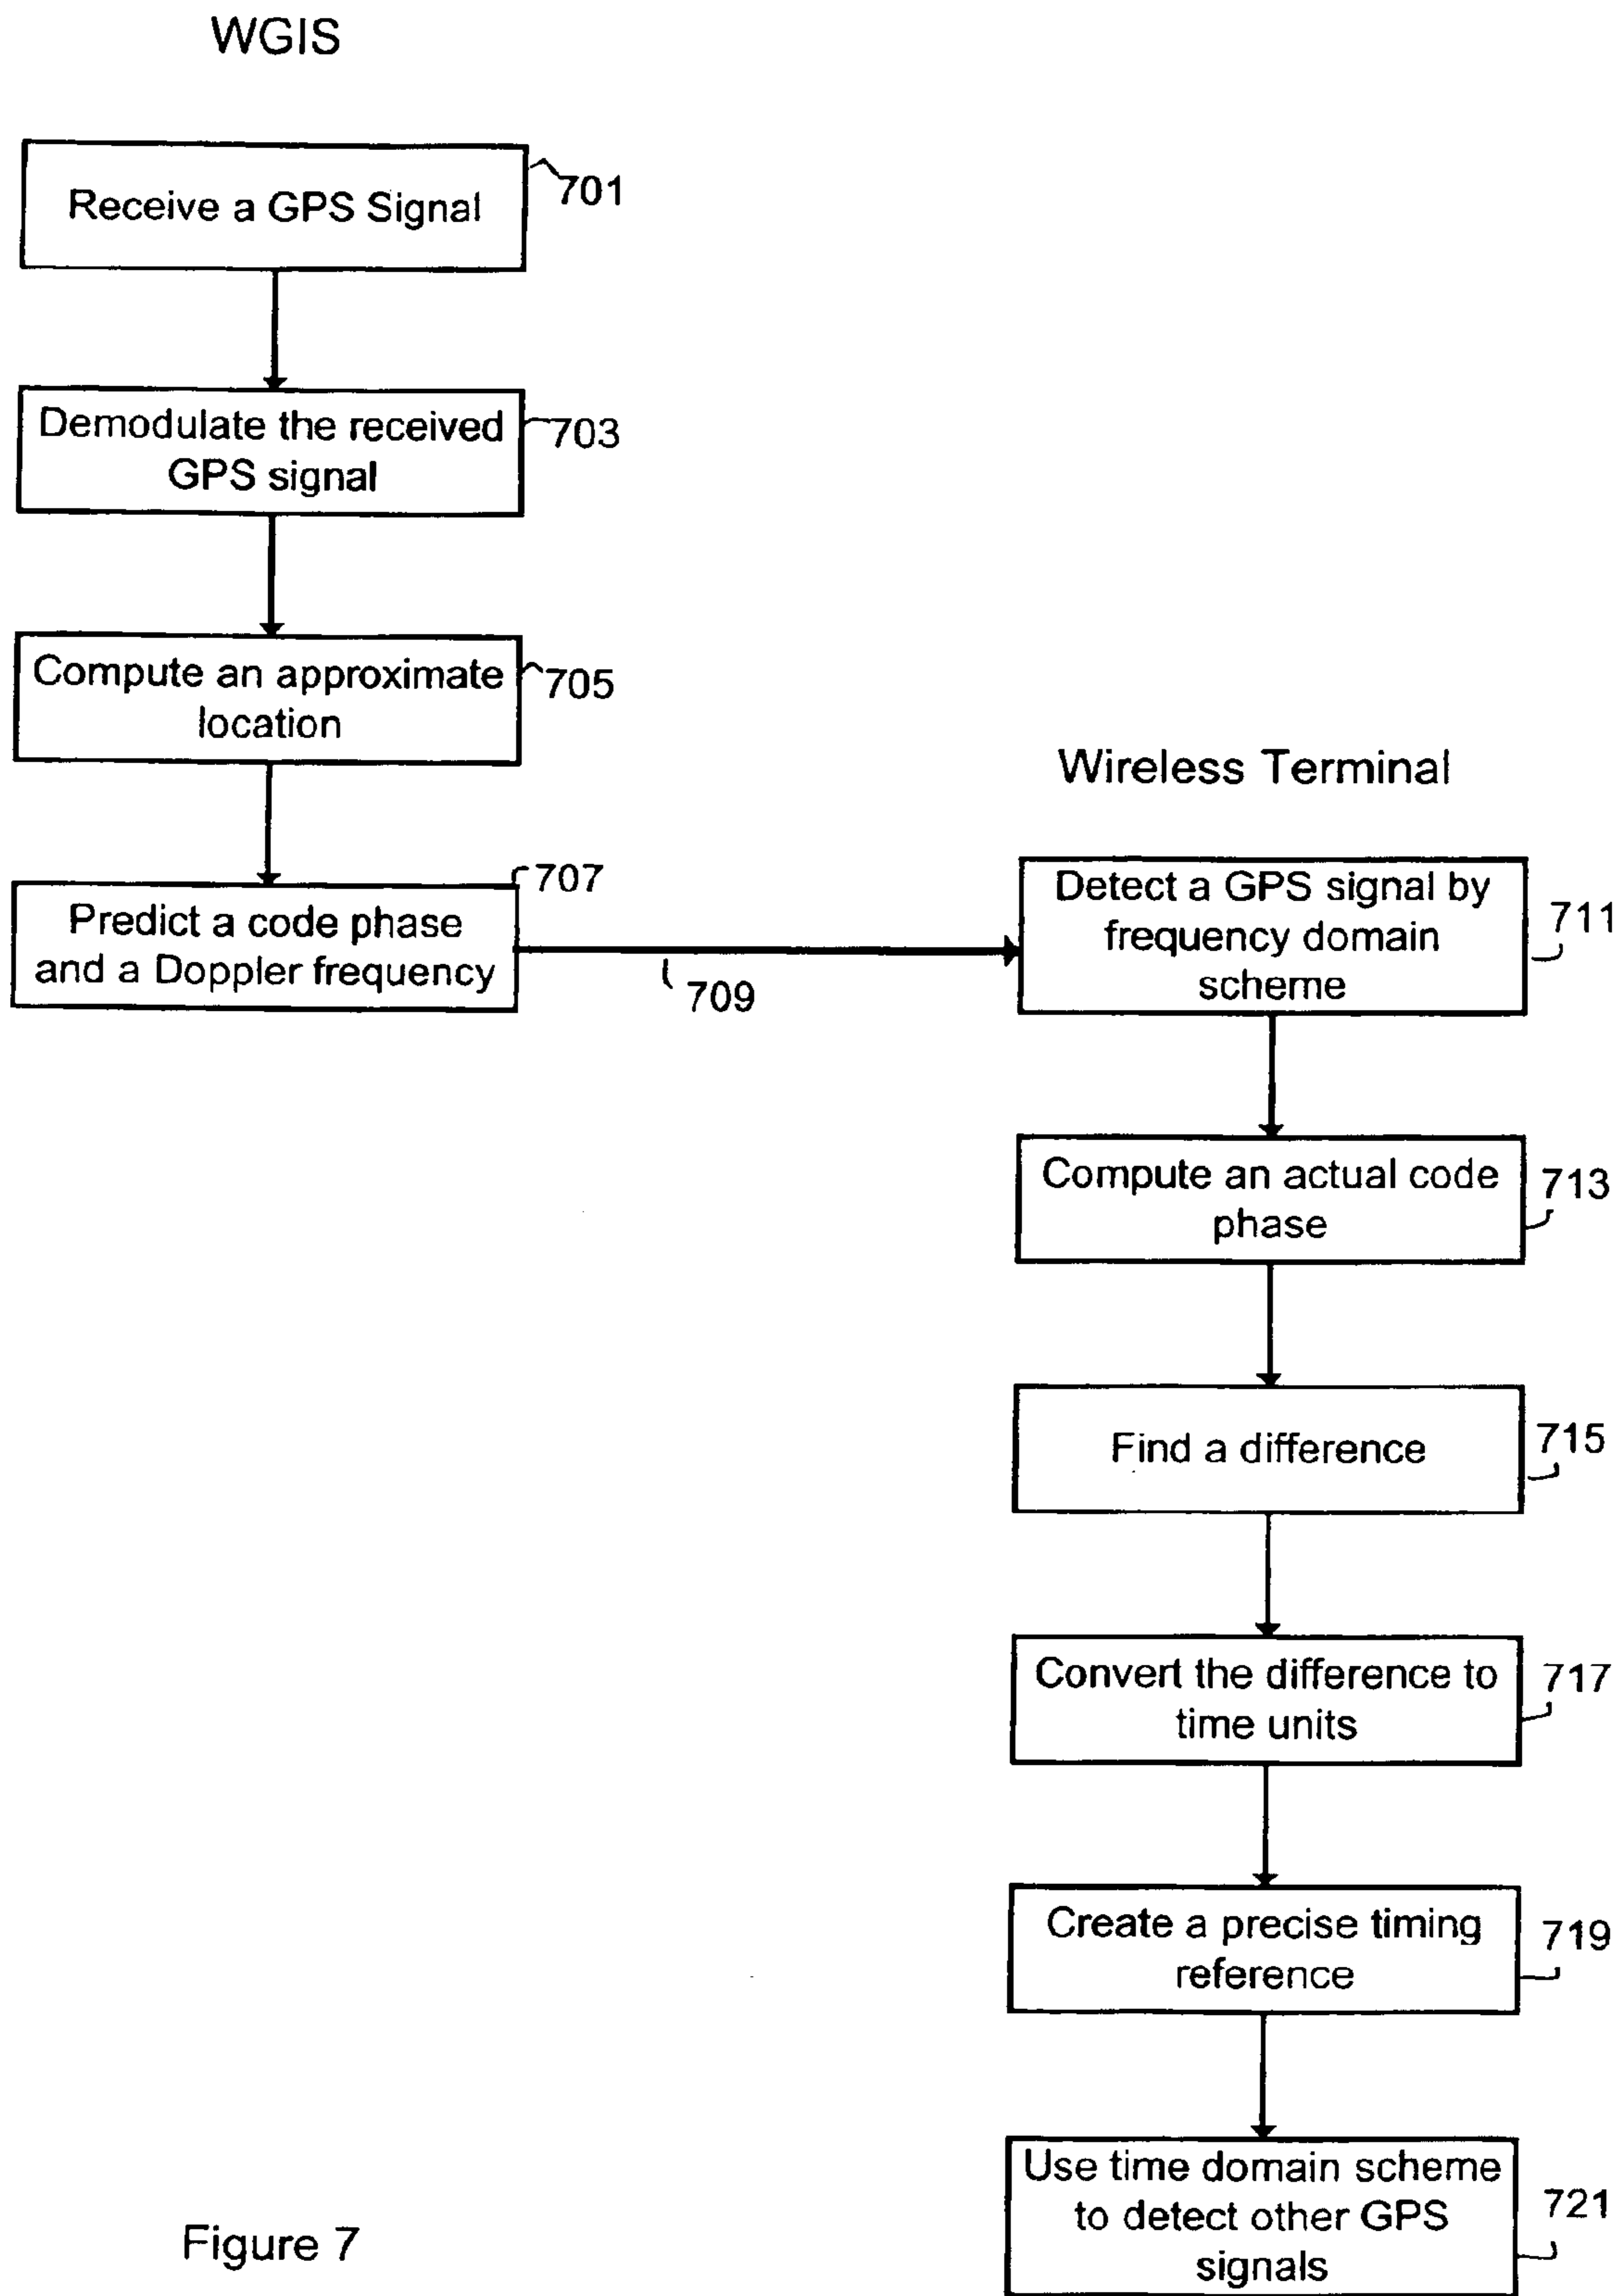 WGIS
Receive a GPS Signal
701
Demodulate the received
GPS signal
703
Compute an approximate
location
705
Predict a code phase
and a Doppler frequency
707
709
Wireless Terminal
Detect a GPS signal by
frequency domain
scheme
711
Compute an actual code
phase
713
Find a difference
715
Convert the difference to
time units
717
Create a precise timing
reference
719
Use time domain scheme
to detect other GPS
signals
721
Figure 7